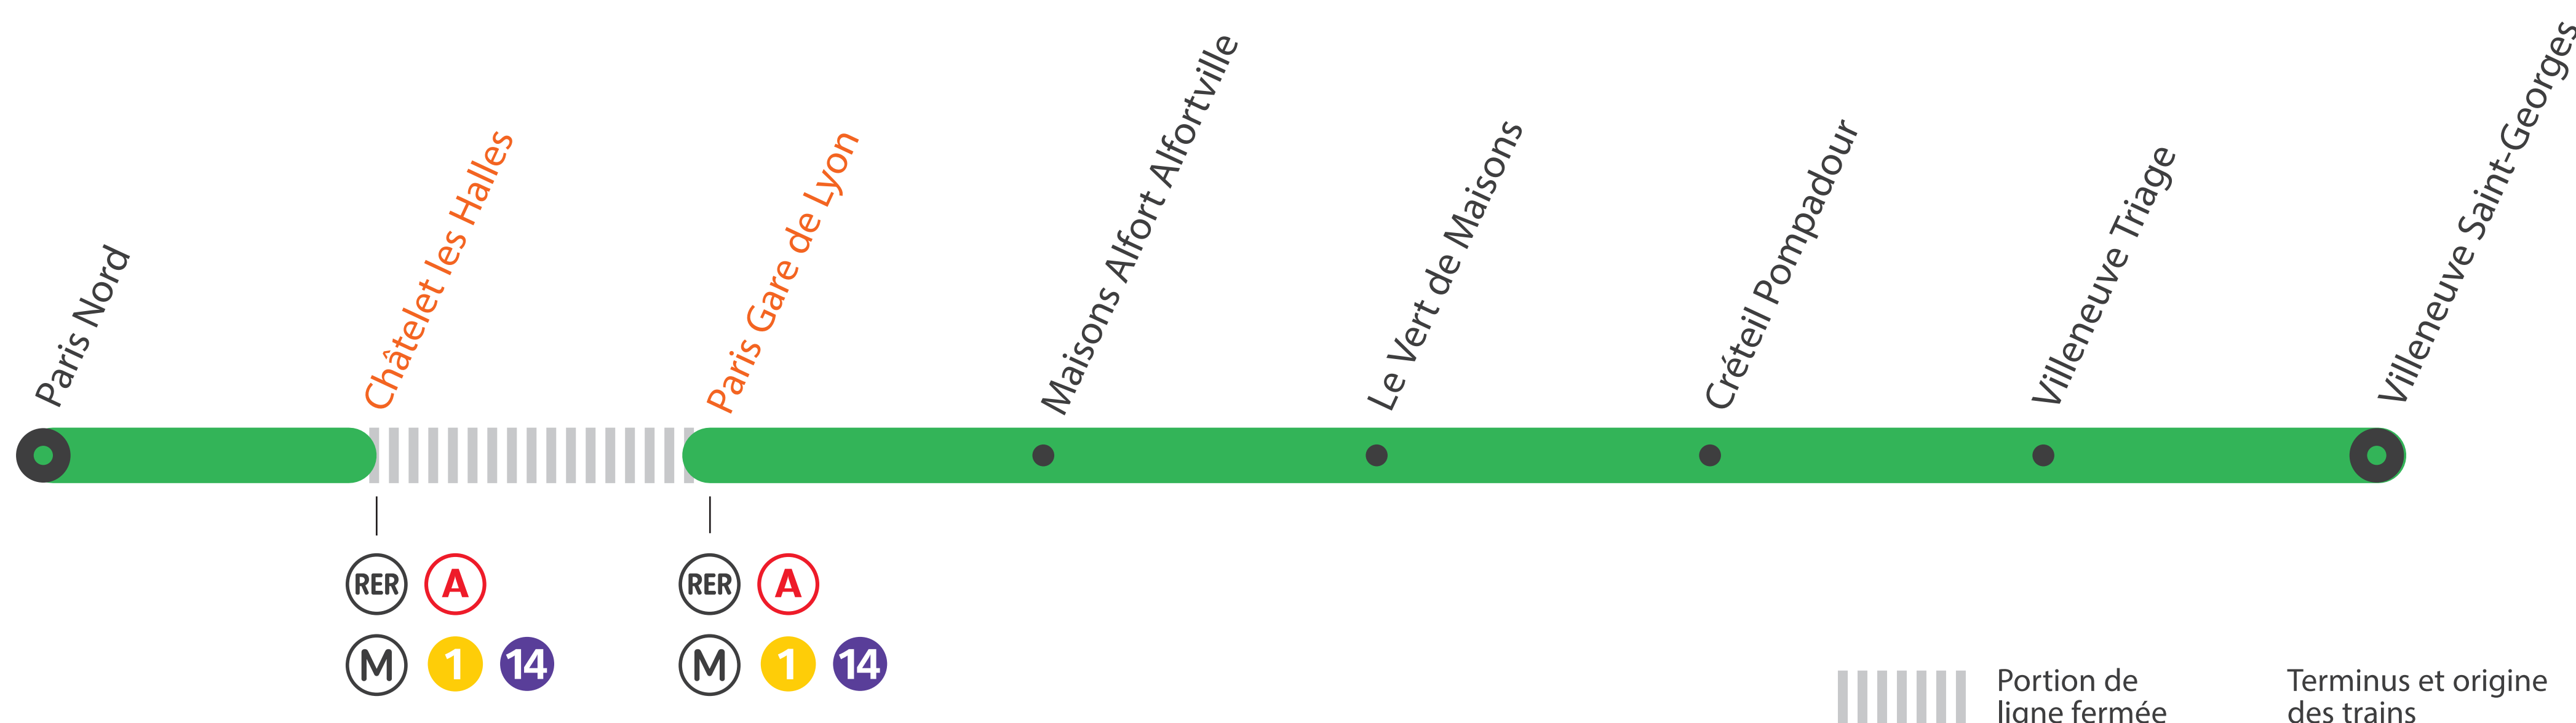 Paris Nord
Châtelet les Halles
Paris Gare de Lyon
Maisons Alfort Alfortville
Le Vert de Maisons
Créteil Pompadour
Villeneuve Triage
Villeneuve Saint-Georges
RER A
M 1 14
RER A
M 1 14
Portion de
ligne fermée
Terminus et origine
des trains